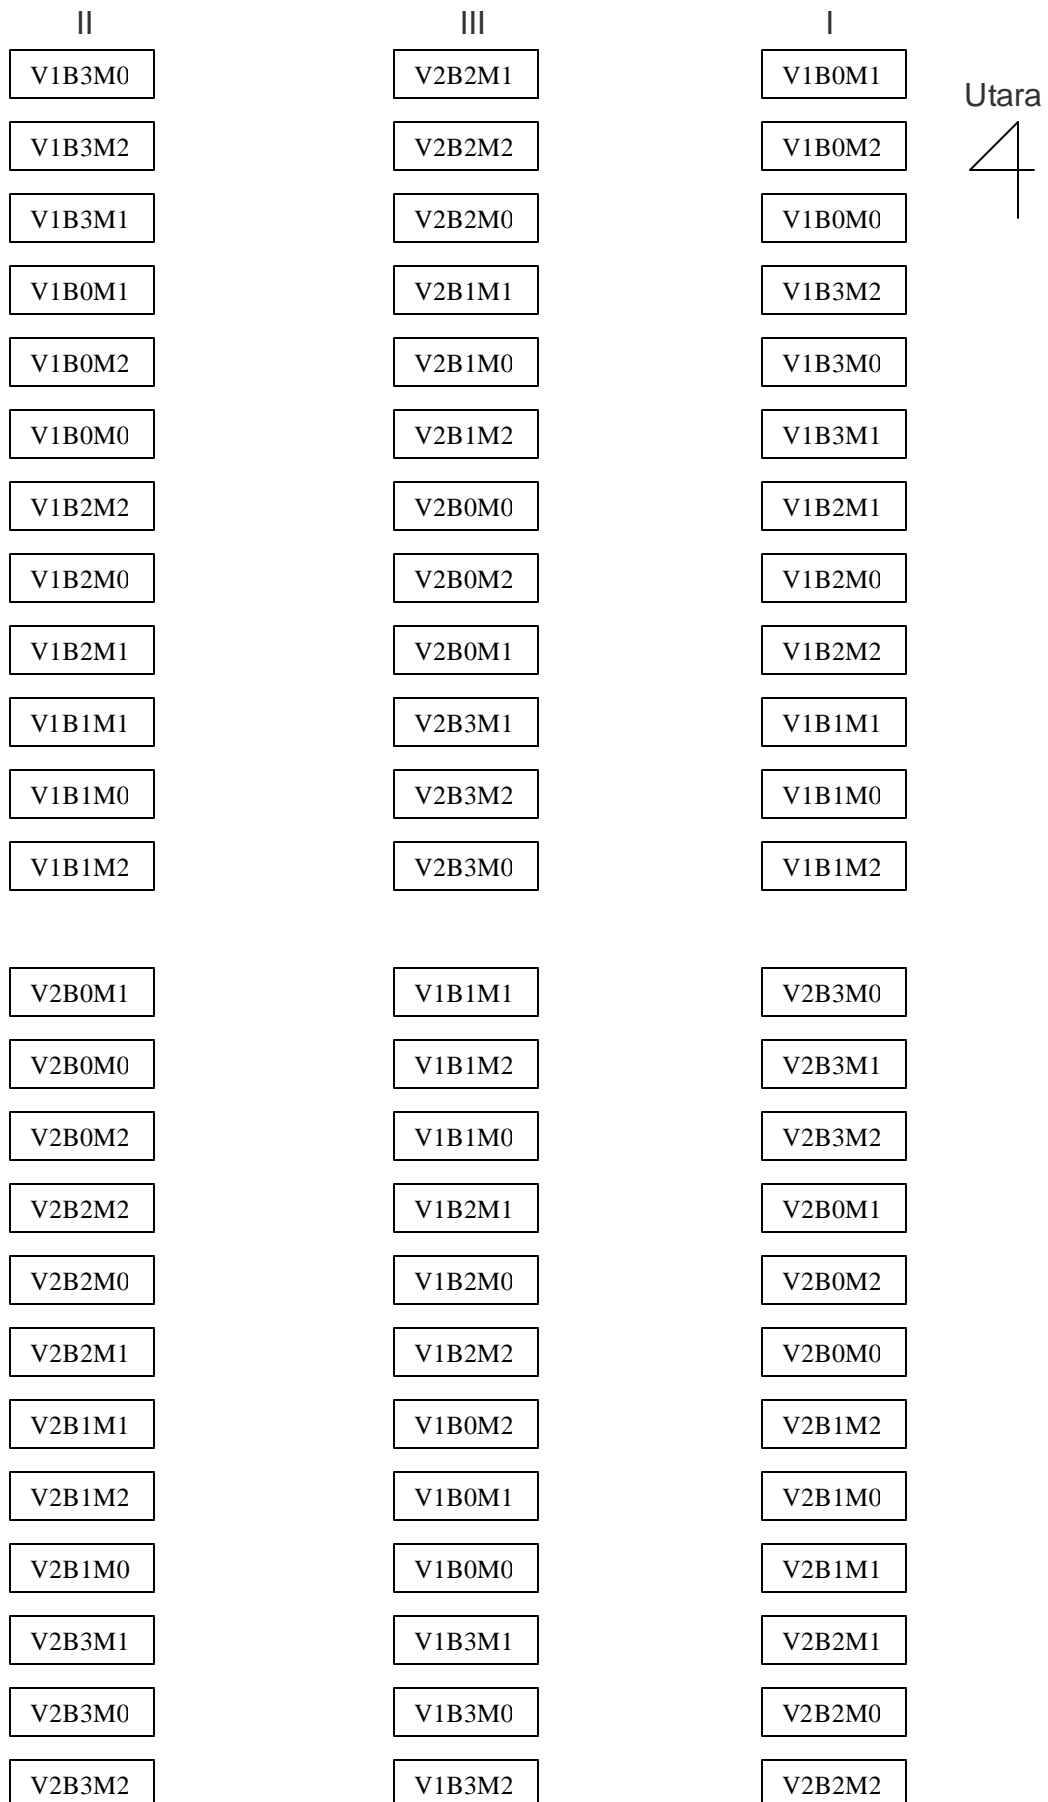 II III I
V1B3M0 V2B2M1 V1B0M1
Utara
V1B3M2 V2B2M2 V1B0M2
V1B3M1 V2B2M0 V1B0M0
V1B0M1 V2B1M1 V1B3M2
V1B0M2 V2B1M0 V1B3M0
V1B0M0 V2B1M2 V1B3M1
V1B2M2 V2B0M0 V1B2M1
V1B2M0 V2B0M2 V1B2M0
V1B2M1 V2B0M1 V1B2M2
V1B1M1 V2B3M1 V1B1M1
V1B1M0 V2B3M2 V1B1M0
V1B1M2 V2B3M0 V1B1M2
V2B0M1 V1B1M1 V2B3M0
V2B0M0 V1B1M2 V2B3M1
V2B0M2 V1B1M0 V2B3M2
V2B2M2 V1B2M1 V2B0M1
V2B2M0 V1B2M0 V2B0M2
V2B2M1 V1B2M2 V2B0M0
V2B1M1 V1B0M2 V2B1M2
V2B1M2 V1B0M1 V2B1M0
V2B1M0 V1B0M0 V2B1M1
V2B3M1 V1B3M1 V2B2M1
V2B3M0 V1B3M0 V2B2M0
V2B3M2 V1B3M2 V2B2M2